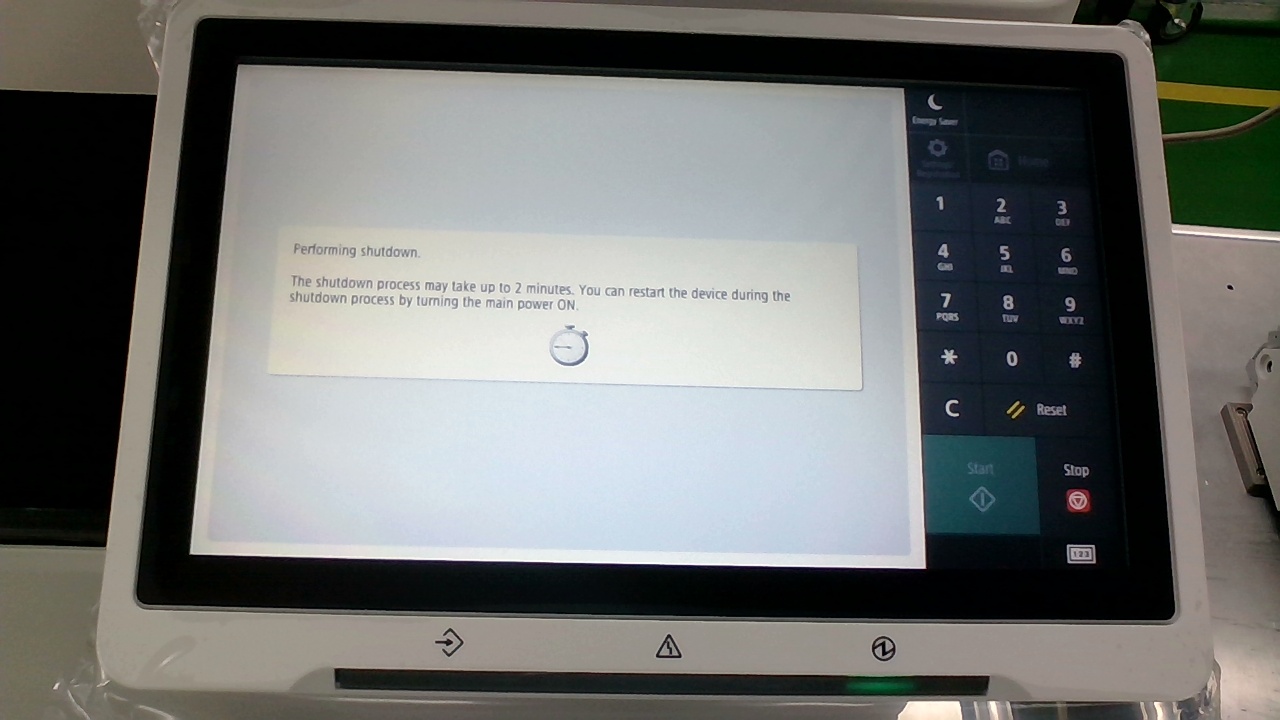 Energy Saver
Settings/
Registration
Home
Performing shutdown.
The shutdown process may take up to 2 minutes. You can restart the device during the
shutdown process by turning the main power ON.
1
2
ABC
3
DEF
4
GHI
5
JKL
6
MNO
7
PQRS
8
TUV
9
WXYZ
*
0
#
C
Reset
Start
Stop
123